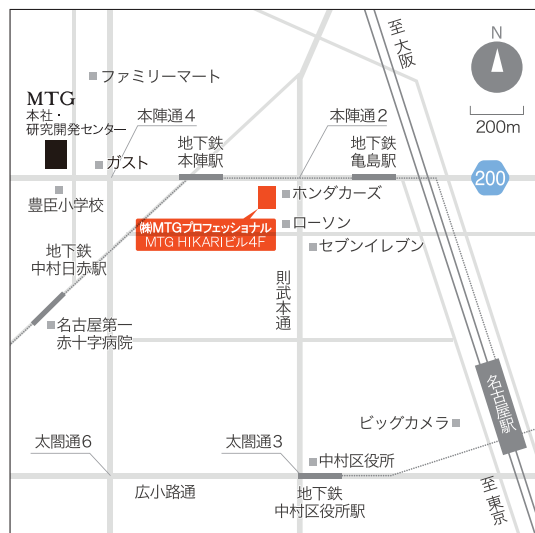 至大阪
N
200m
ファミリーマート
MTG
本社・
研究開発センター
本陣通4
本陣通2
ガスト
地下鉄
本陣駅
地下鉄
亀島駅
200
豊臣小学校
ホンダカーズ
㈱MTGプロフェッショナル
MTG HIKARIビル4F
ローソン
セブンイレブン
地下鉄
中村日赤駅
則武本通
名古屋第一
赤十字病院
名古屋駅
ビッグカメラ
太閤通6
太閤通3
中村区役所
広小路通
地下鉄
中村区役所駅
至東京